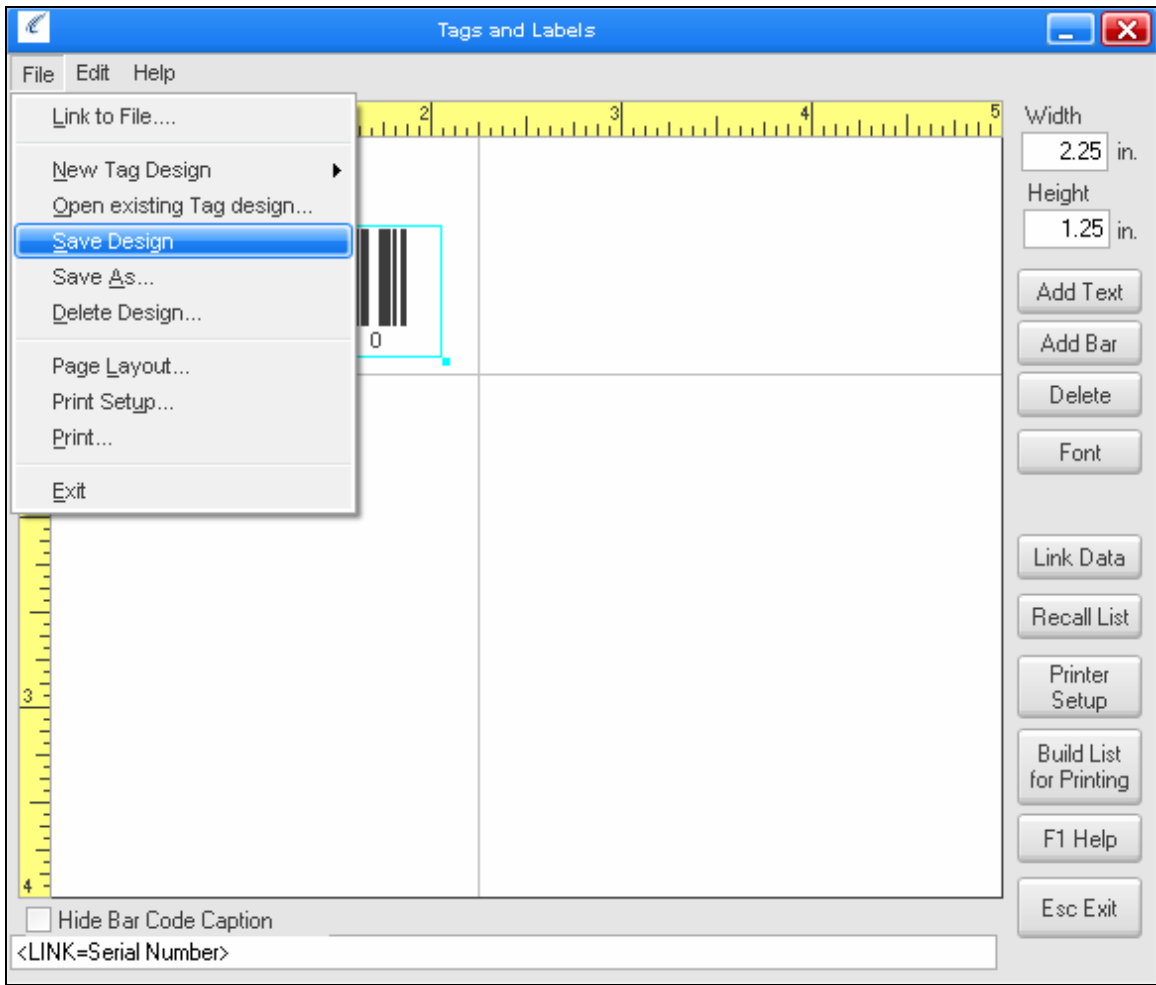 Tags and Labels
File Edit Help
Link to File....
New Tag Design
Open existing Tag design...
Save Design
Save As...
Delete Design...
Page Layout...
Print Setup...
Print...
Exit
2 3 4 5
0
3
4
Width
2.25 in.
Height
1.25 in.
Add Text
Add Bar
Delete
Font
Link Data
Recall List
Printer
Setup
Build List
for Printing
F1 Help
Esc Exit
Hide Bar Code Caption
<LINK=Serial Number>